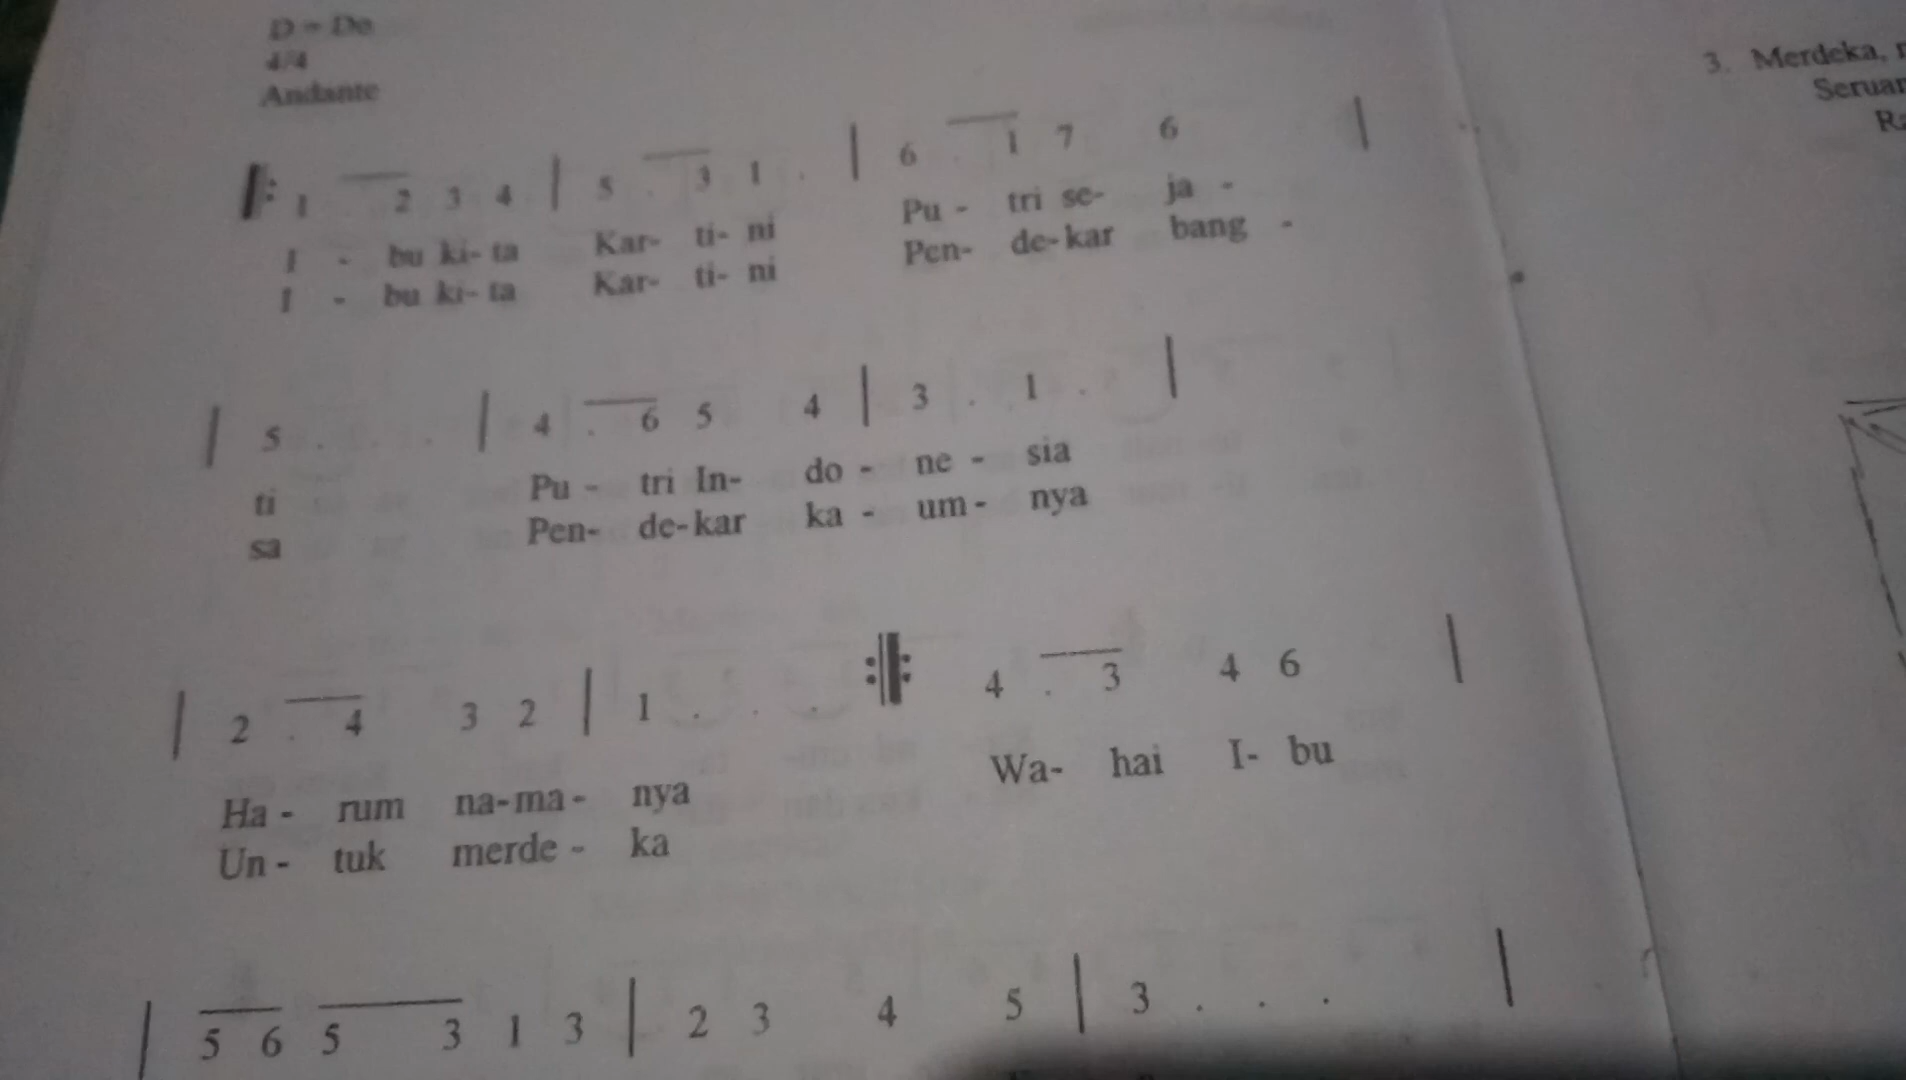 D = Do
4/4
Andante
|: 1 . 2 3 4 | 5 . 3 1 . | 6 . 1 7 6 |
I - bu ki- ta Kar- ti- ni Pu - tri se- ja -
I - bu ki- ta Kar- ti- ni Pen- de-kar bang -
| 5 . . . | 4 . 6 5 4 | 3 . 1 . |
ti Pu - tri In- do - ne - sia
sa Pen- de-kar ka - um - nya
| 2 . 4 3 2 | 1 . . . :||: 4 . 3 4 6 |
Ha - rum na-ma - nya Wa- hai I- bu
Un - tuk merde - ka
| 5 6 5 3 1 3 | 2 3 4 5 | 3 . . . |
3. Merdeka,